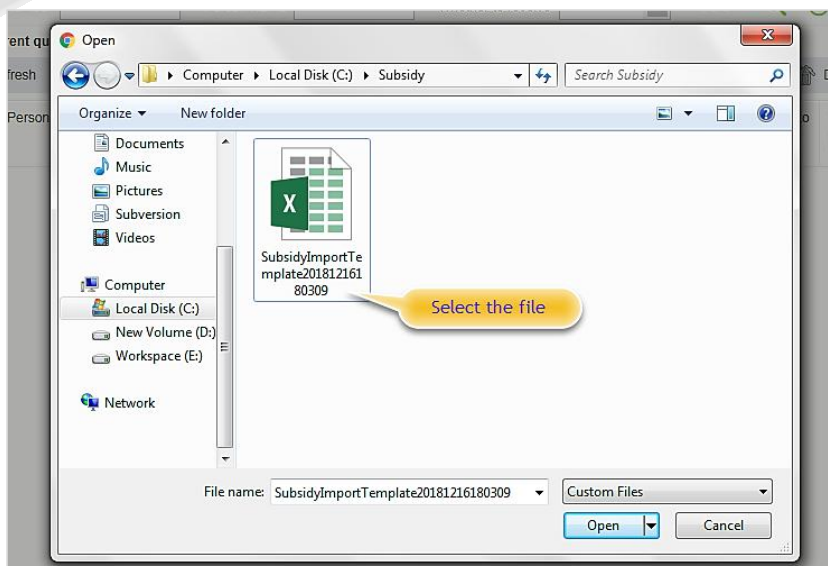 rent qu
Open
fresh
Computer ▸ Local Disk (C:) ▸ Subsidy
Search Subsidy
D
Person
Organize
New folder
to
Documents
Music
Pictures
Subversion
Videos
Computer
Local Disk (C:)
New Volume (D:)
Workspace (E:)
Network
X
SubsidyImportTe
mplate201812161
80309
Select the file
File name:
SubsidyImportTemplate20181216180309
Custom Files
Open
Cancel